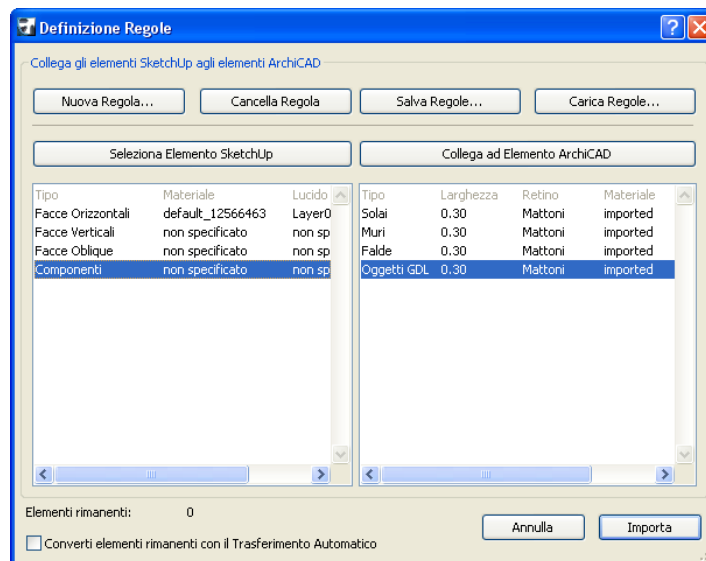 Definizione Regole
Collega gli elementi SketchUp agli elementi ArchiCAD
Nuova Regola... Cancella Regola Salva Regole... Carica Regole...
Seleziona Elemento SketchUp Collega ad Elemento ArchiCAD
Tipo Materiale Lucido Tipo Larghezza Retino Materiale
Facce Orizzontali default_12566463 Layer0 Solai 0.30 Mattoni imported
Facce Verticali non specificato non sp Muri 0.30 Mattoni imported
Facce Oblique non specificato non sp Falde 0.30 Mattoni imported
Componenti non specificato non sp Oggetti GDL 0.30 Mattoni imported
Elementi rimanenti: 0
Annulla Importa
Converti elementi rimanenti con il Trasferimento Automatico